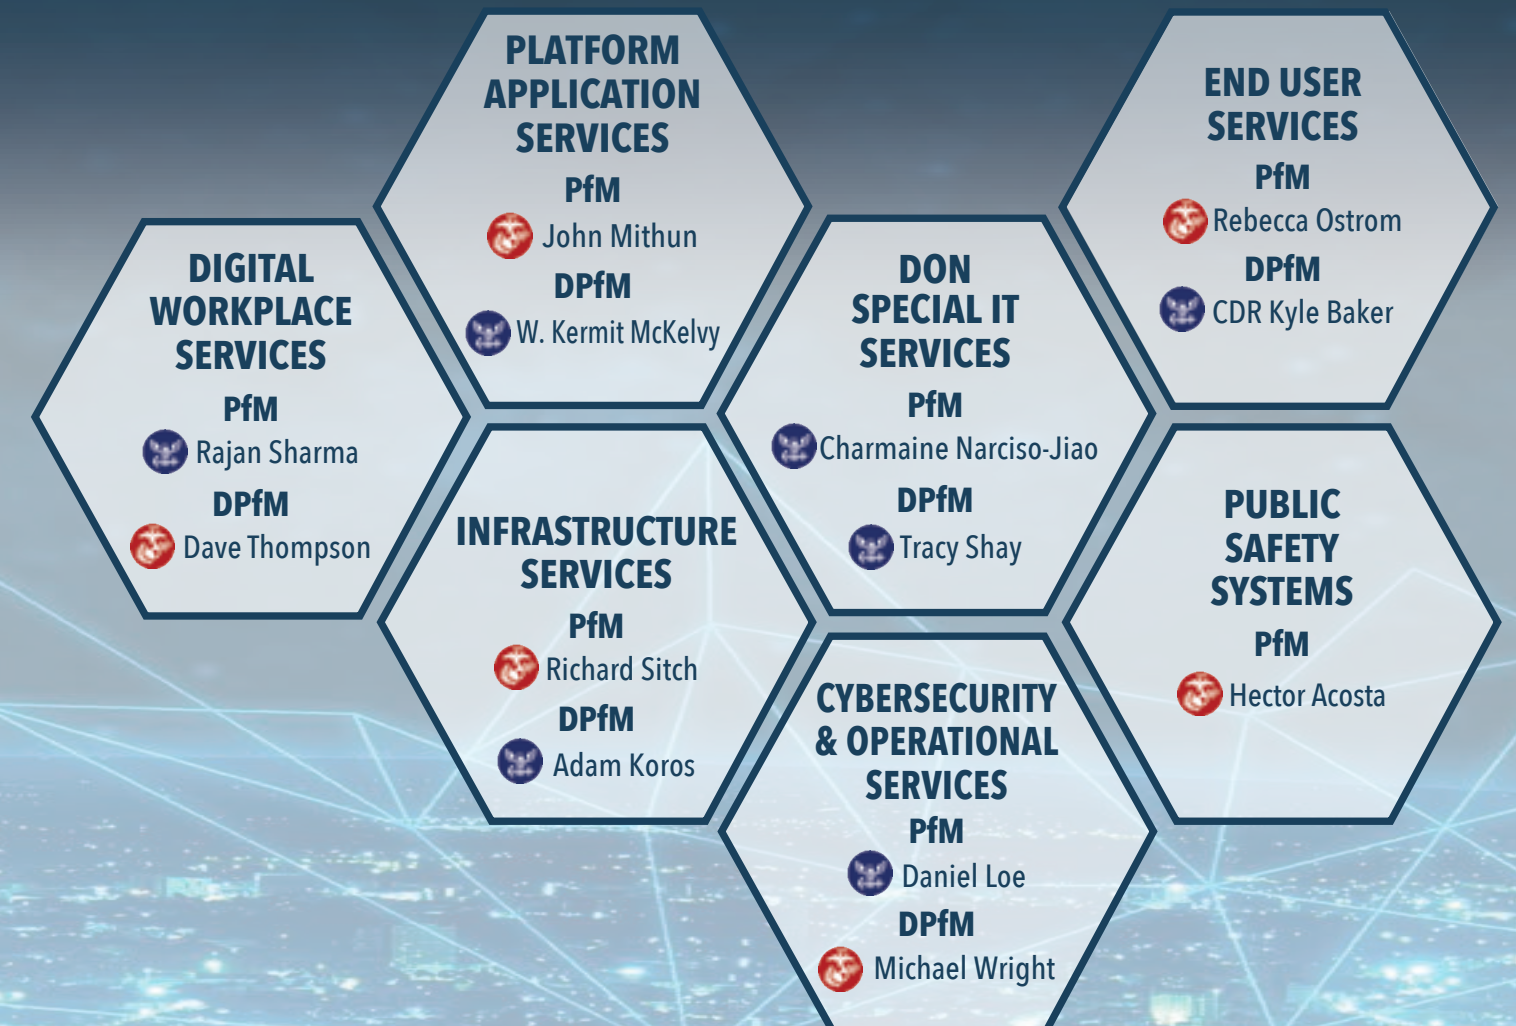 PLATFORM
APPLICATION
SERVICES
PfM
John Mithun
DPfM
W. Kermit McKelvy
END USER
SERVICES
PfM
Rebecca Ostrom
DPfM
CDR Kyle Baker
DIGITAL
WORKPLACE
SERVICES
PfM
Rajan Sharma
DPfM
Dave Thompson
DON
SPECIAL IT
SERVICES
PfM
Charmaine Narciso-Jiao
DPfM
Tracy Shay
INFRASTRUCTURE
SERVICES
PfM
Richard Sitch
DPfM
Adam Koros
PUBLIC
SAFETY
SYSTEMS
PfM
Hector Acosta
CYBERSECURITY
& OPERATIONAL
SERVICES
PfM
Daniel Loe
DPfM
Michael Wright